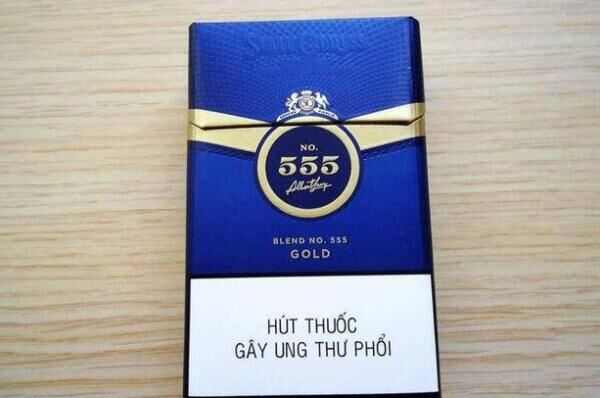 NO.
555
BLEND NO. 555
GOLD
HÚT THUỐC
GÂY UNG THƯ PHỔI